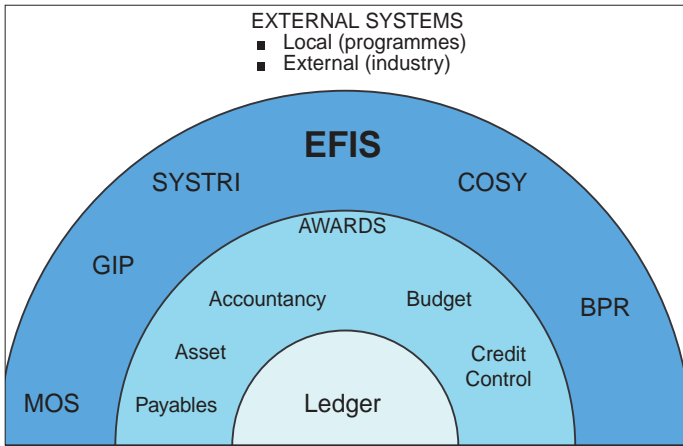 EXTERNAL SYSTEMS
■ Local (programmes)
■ External (industry)
EFIS
SYSTRI
COSY
GIP
BPR
MOS
AWARDS
Accountancy
Budget
Asset
Credit
Control
Payables
Ledger